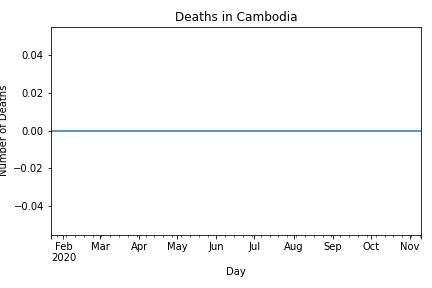 Deaths in Cambodia
Number of Deaths
0.04
0.02
0.00
−0.02
−0.04
Feb Mar Apr May Jun Jul Aug Sep Oct Nov
2020
Day